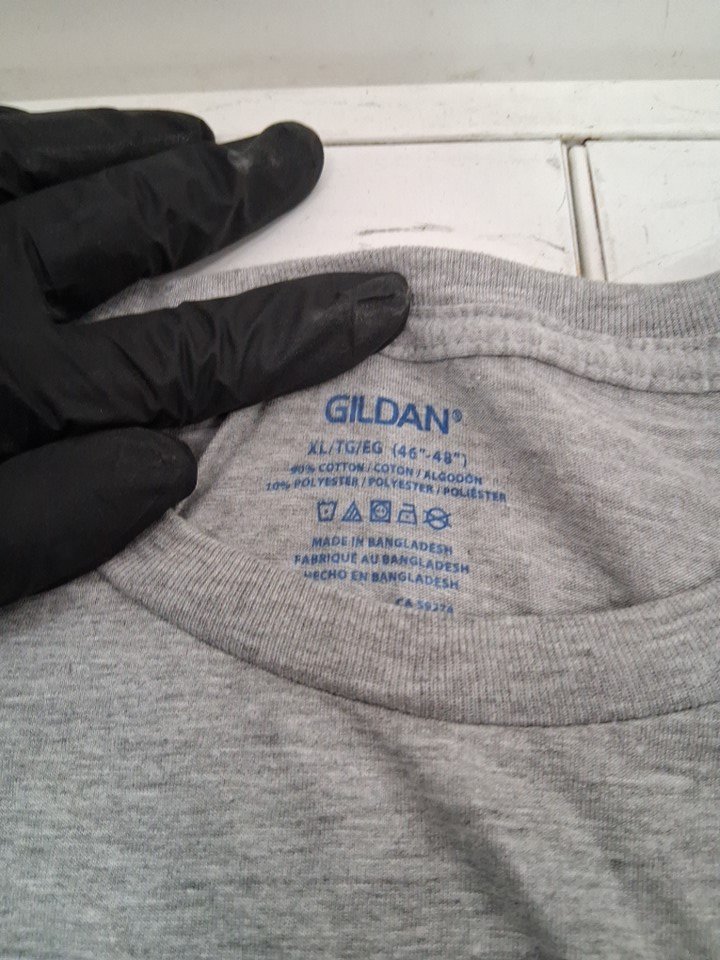 GILDAN®
XL/TG/EG (46"-48")
90% COTTON / COTON / ALGODÓN
10% POLYESTER / POLYESTER / POLIÉSTER
MADE IN BANGLADESH
FABRIQUÉ AU BANGLADESH
HECHO EN BANGLADESH
CA